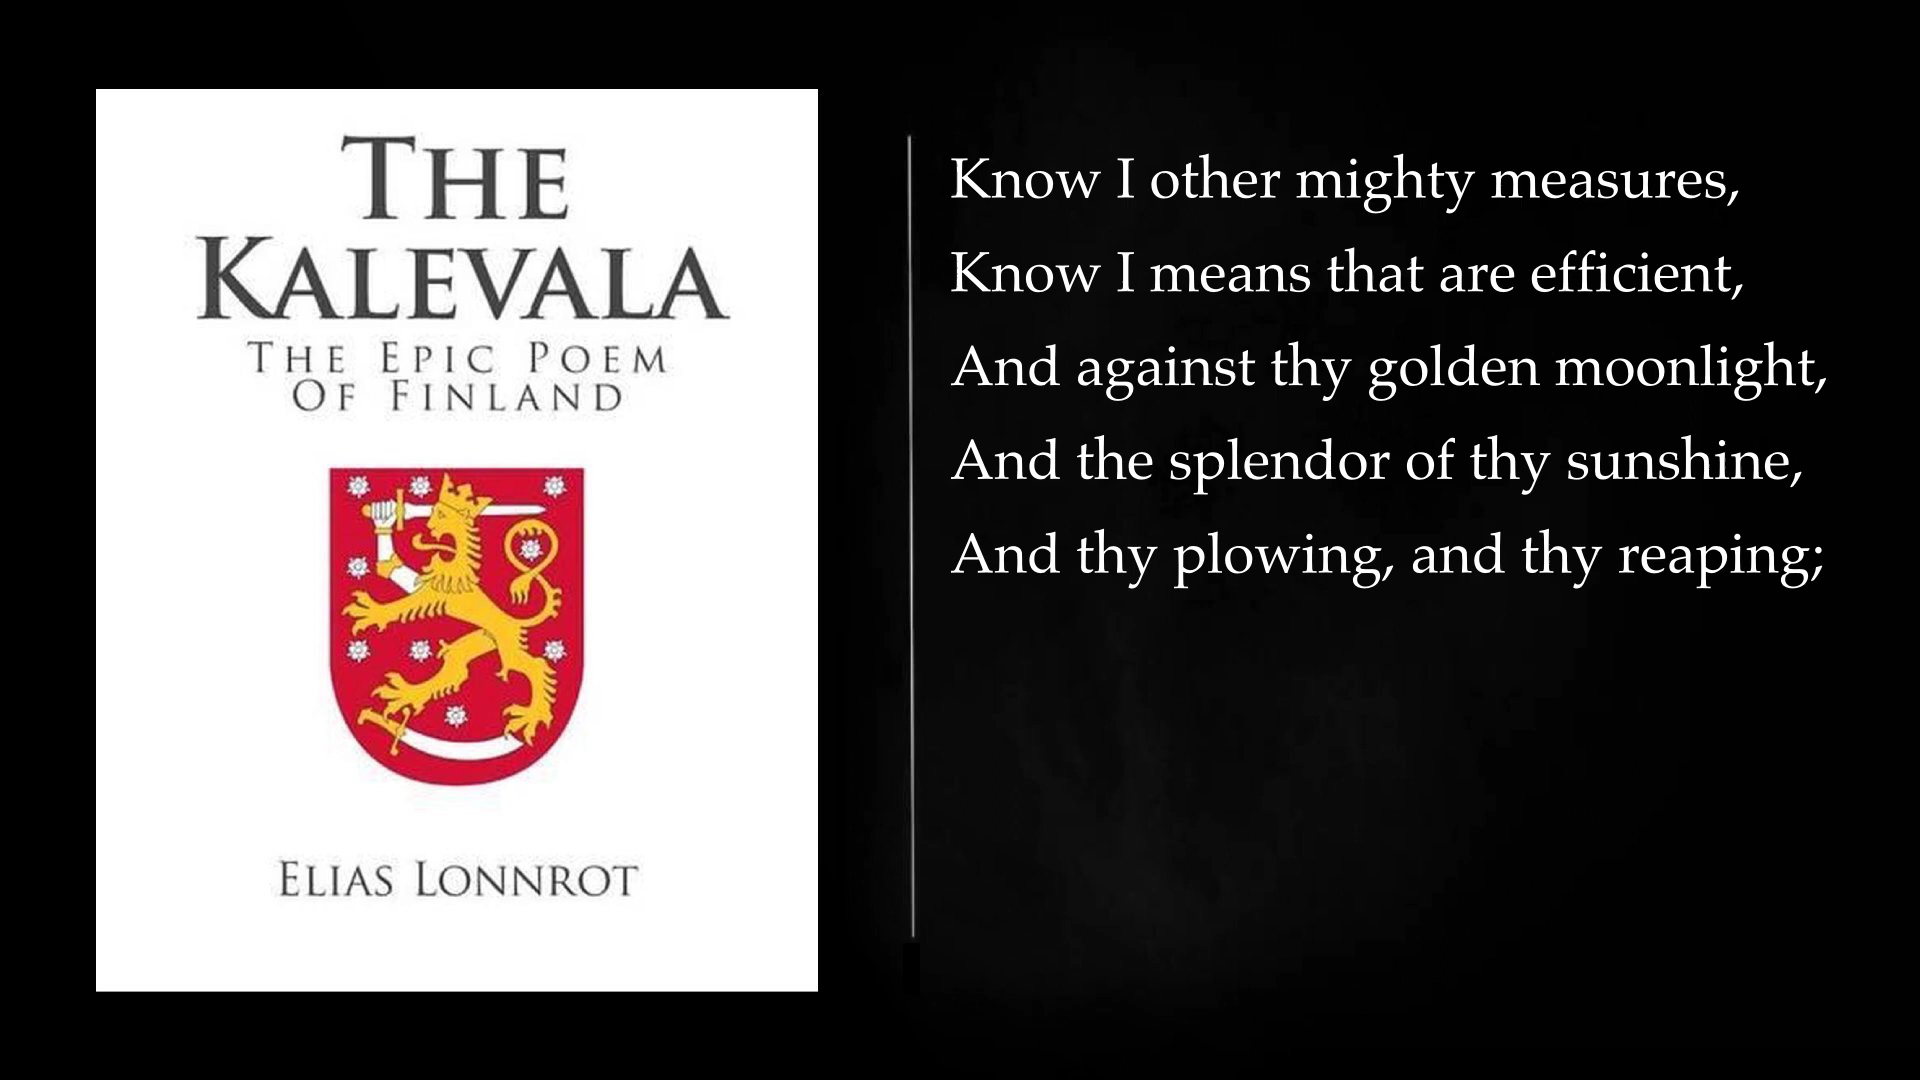 THE
KALEVALA
THE EPIC POEM
OF FINLAND
ELIAS LONNROT
Know I other mighty measures,
Know I means that are efficient,
And against thy golden moonlight,
And the splendor of thy sunshine,
And thy plowing, and thy reaping;